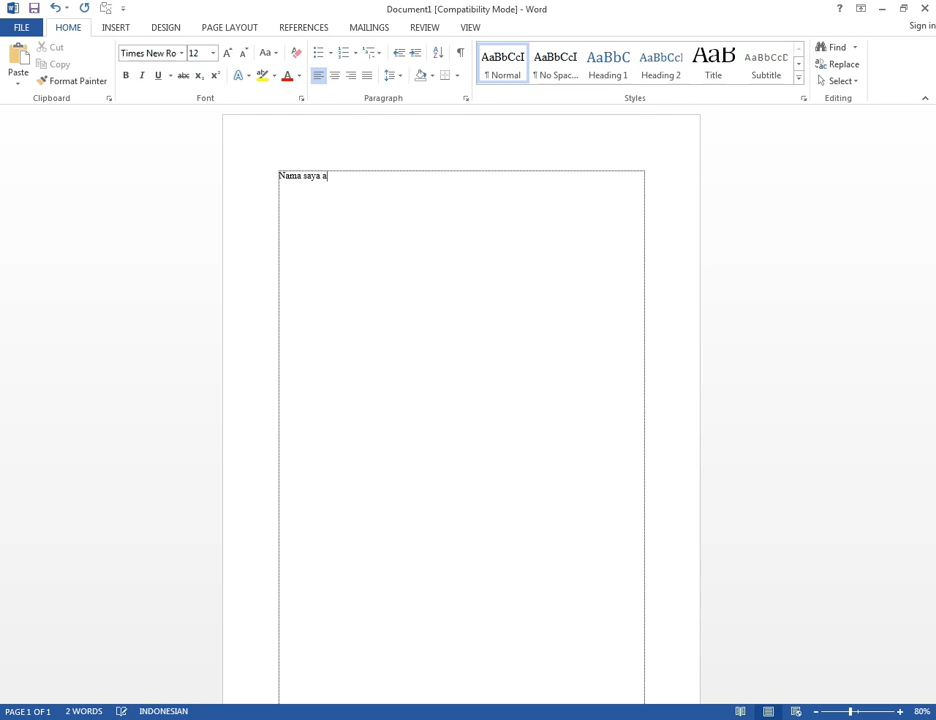 Document1 [Compatibility Mode] - Word
Sign in
FILE HOME INSERT DESIGN PAGE LAYOUT REFERENCES MAILINGS REVIEW VIEW
Paste
Cut
Copy
Format Painter
Clipboard
Times New Ro 12
Font
Paragraph
AaBbCcI AaBbCcI AaBbC AaBbCcI AaB AaBbCcC
¶ Normal ¶ No Spac... Heading 1 Heading 2 Title Subtitle
Styles
Find
Replace
Select
Editing
Nama saya a
PAGE 1 OF 1 2 WORDS INDONESIAN 80%